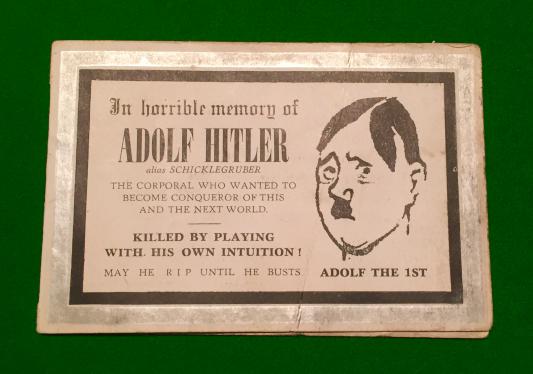 In horrible memory of
ADOLF HITLER
alias SCHICKLEGRUBER
THE CORPORAL WHO WANTED TO
BECOME CONQUEROR OF THIS
AND THE NEXT WORLD.
KILLED BY PLAYING
WITH HIS OWN INTUITION!
MAY HE R I P UNTIL HE BUSTS
ADOLF THE 1ST